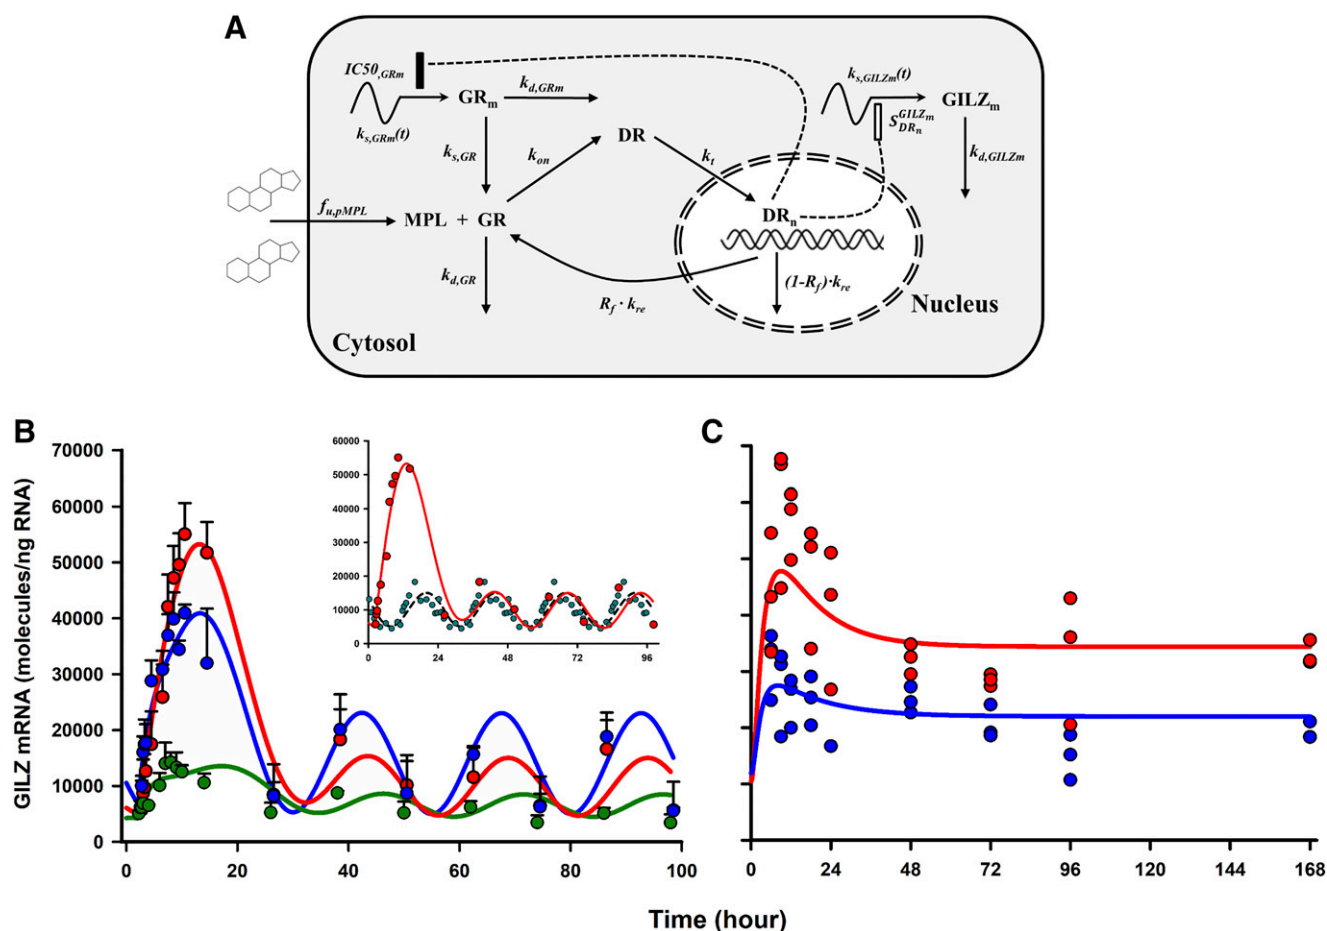 A
IC50,GRm
ks,GRm(t)
GRm
kd,GRm
ks,GR
kon
DR
kt
ks,GILZm(t)
GILZm
S DRn GILZm
kd,GILZm
fu,pMPL
MPL + GR
DRn
kd,GR
Rf · kre
(1-Rf)·kre
Nucleus
Cytosol
B
GILZ mRNA (molecules/ng RNA)
70000
60000
50000
40000
30000
20000
10000
0
0 20 40 60 80 100
60000
50000
40000
30000
20000
10000
0
0 24 48 72 96
C
0 24 48 72 96 120 144 168
Time (hour)